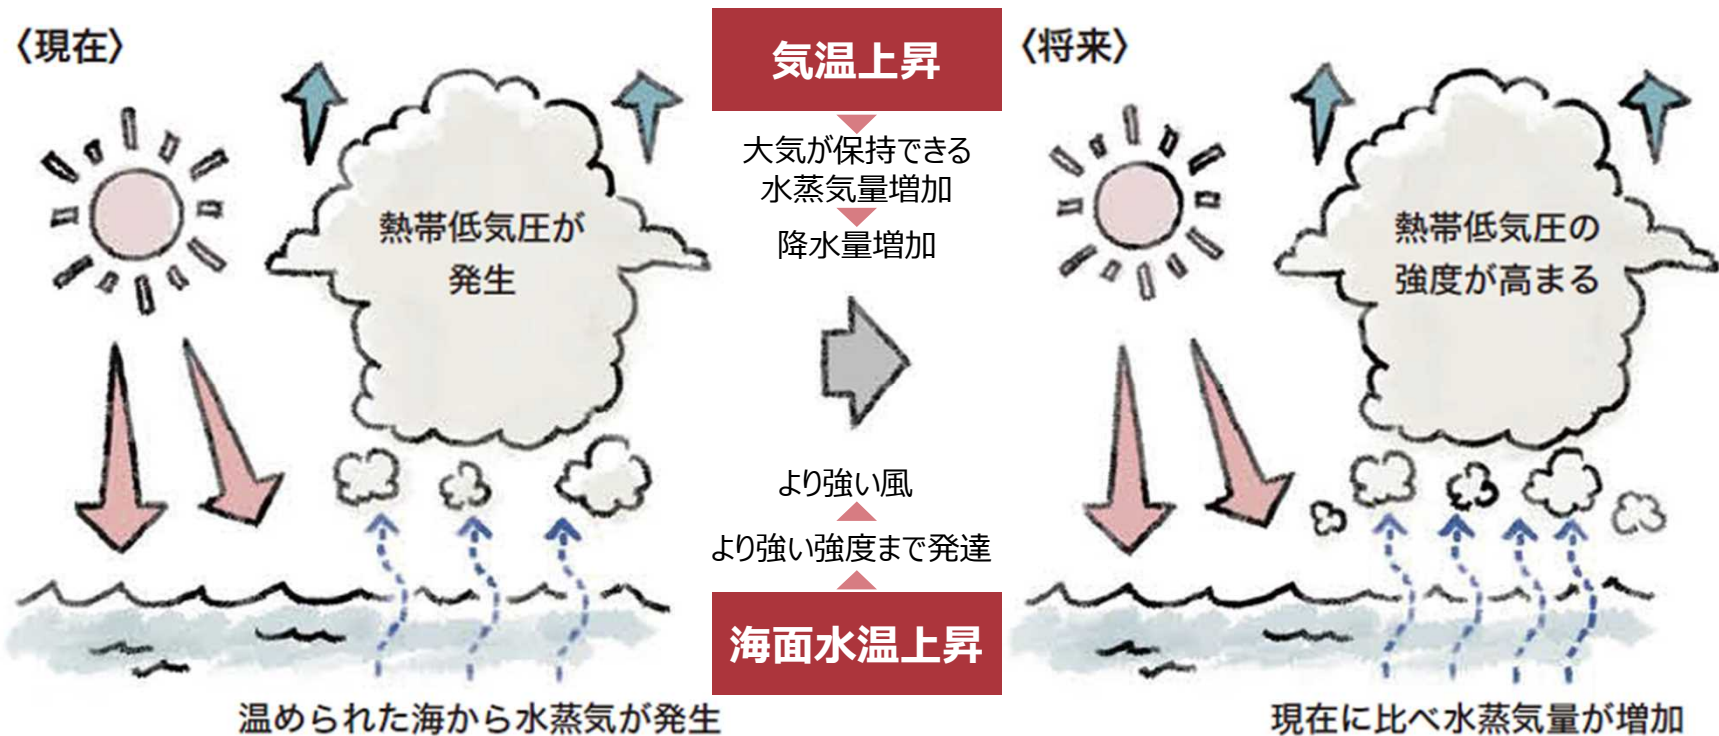 〈現在〉
熱帯低気圧が
発生
温められた海から水蒸気が発生
気温上昇
大気が保持できる
水蒸気量増加
降水量増加
より強い風
より強い強度まで発達
海面水温上昇
〈将来〉
熱帯低気圧の
強度が高まる
現在に比べ水蒸気量が増加